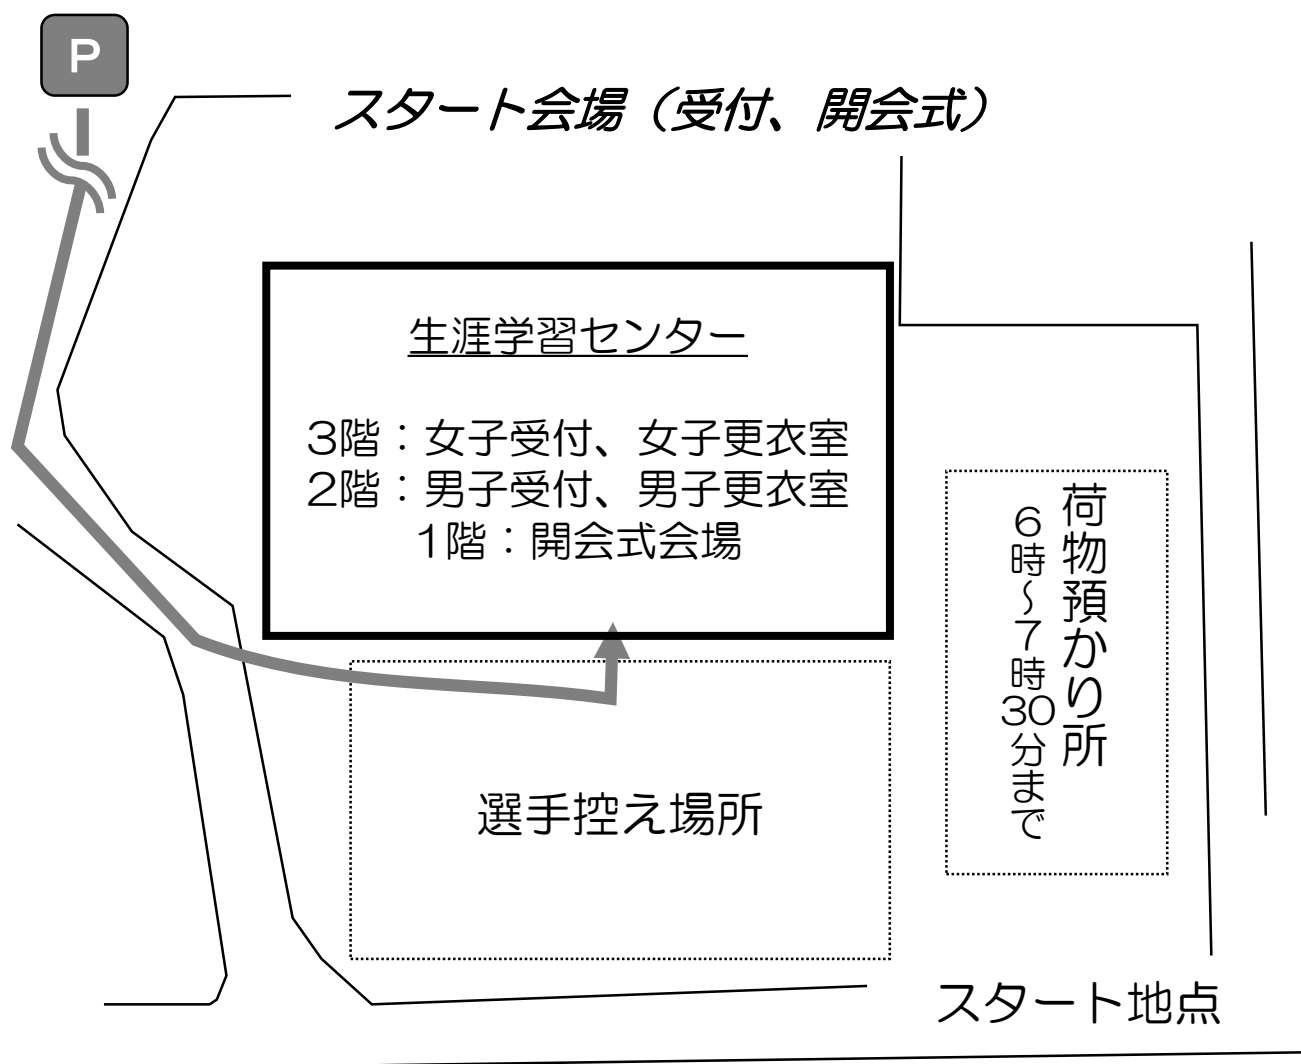 P
スタート会場（受付、開会式）
生涯学習センター
3階：女子受付、女子更衣室
2階：男子受付、男子更衣室
1階：開会式会場
荷物預かり所
6時～7時30分まで
選手控え場所
スタート地点